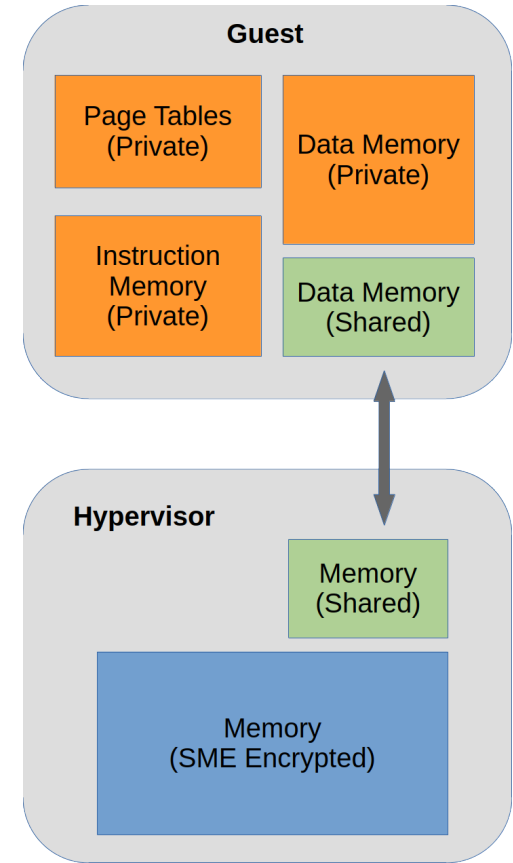 Guest
Page Tables
(Private)
Data Memory
(Private)
Instruction
Memory
(Private)
Data Memory
(Shared)
Hypervisor
Memory
(Shared)
Memory
(SME Encrypted)